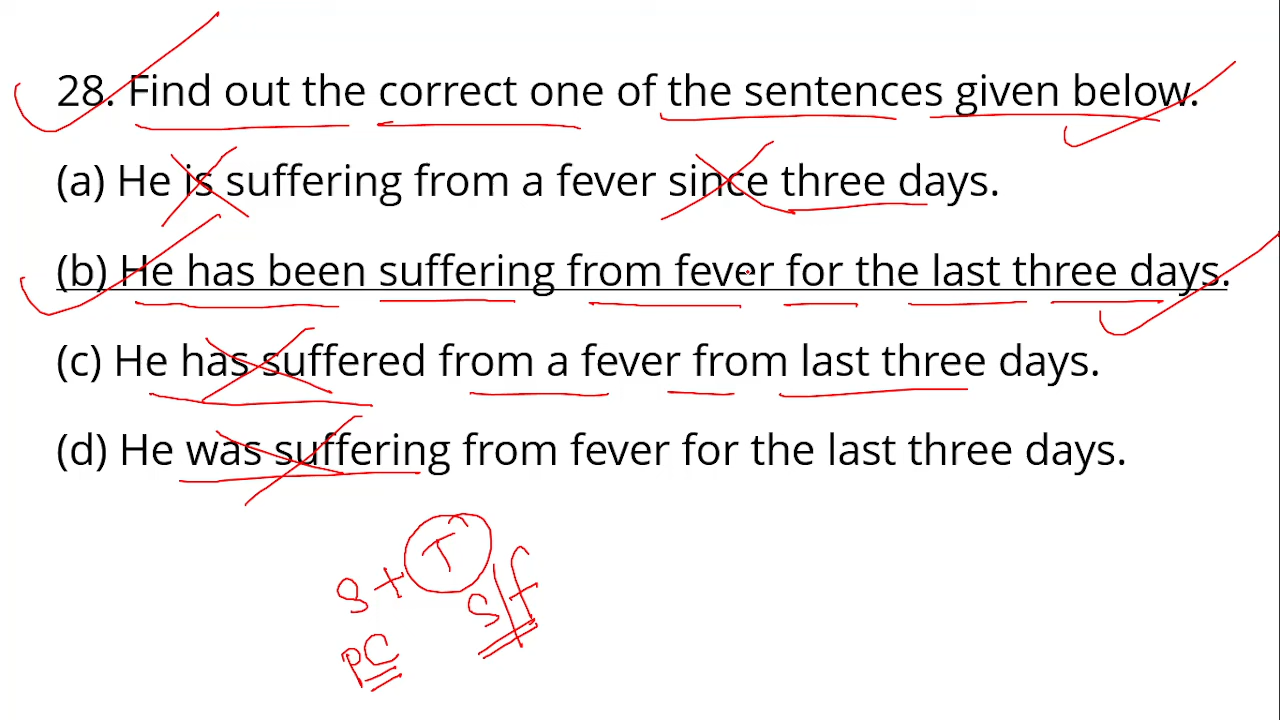 28. Find out the correct one of the sentences given below.
(a) He is suffering from a fever since three days.
(b) He has been suffering from fever for the last three days.
(c) He has suffered from a fever from last three days.
(d) He was suffering from fever for the last three days.
S + T
PC S/f